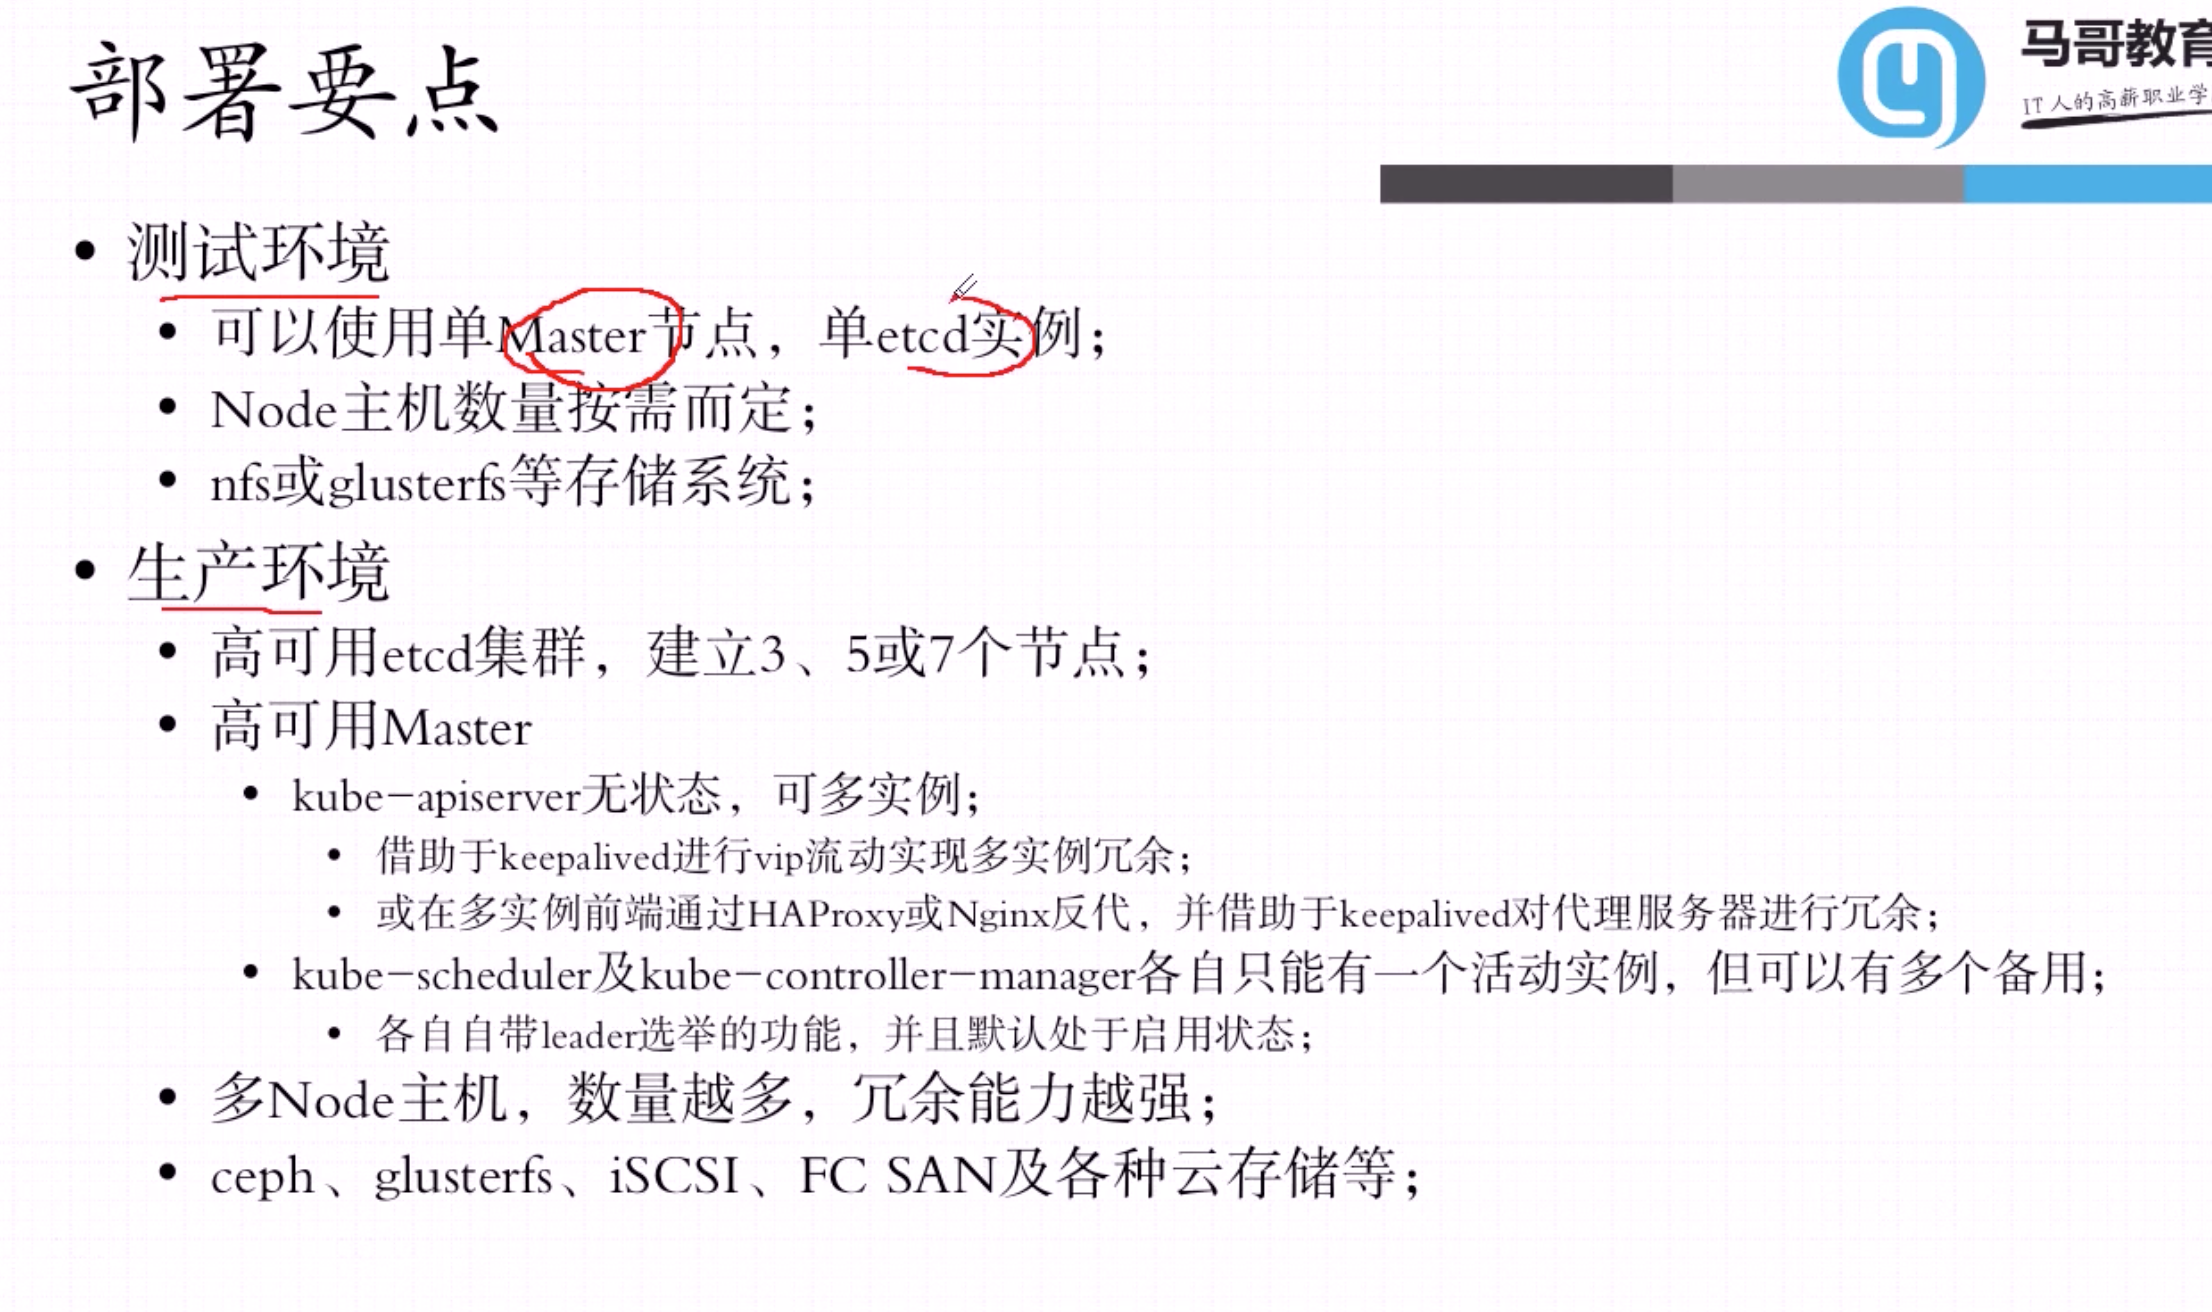 部署要点
马哥教育
IT人的高薪职业学
测试环境
可以使用单Master节点，单etcd实例；
Node主机数量按需而定；
nfs或glusterfs等存储系统；
生产环境
高可用etcd集群，建立3、5或7个节点；
高可用Master
kube-apiserver无状态，可多实例；
借助于keepalived进行vip流动实现多实例冗余；
或在多实例前端通过HAProxy或Nginx反代，并借助于keepalived对代理服务器进行冗余；
kube-scheduler及kube-controller-manager各自只能有一个活动实例，但可以有多个备用；
各自自带leader选举的功能，并且默认处于启用状态；
多Node主机，数量越多，冗余能力越强；
ceph、glusterfs、iSCSI、FC SAN及各种云存储等；